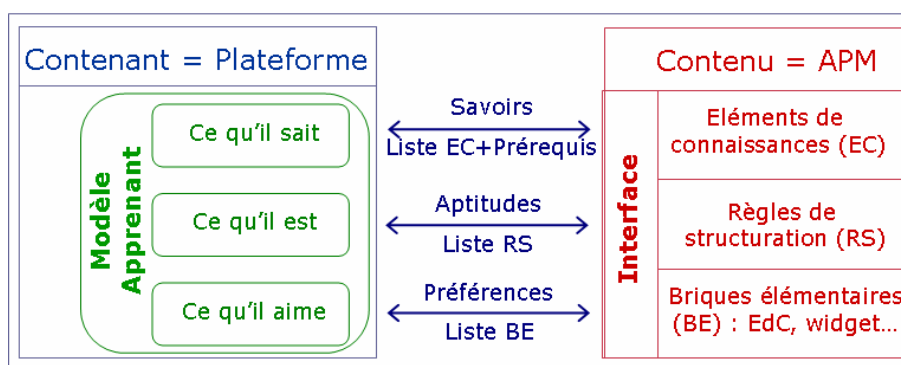 Contenant = Plateforme
Modèle
Apprenant
Ce qu'il sait
Ce qu'il est
Ce qu'il aime
Savoirs
Liste EC+Prérequis
Aptitudes
Liste RS
Préférences
Liste BE
Contenu = APM
Interface
Eléments de
connaissances (EC)
Règles de
structuration (RS)
Briques élémentaires
(BE) : EdC, widget...